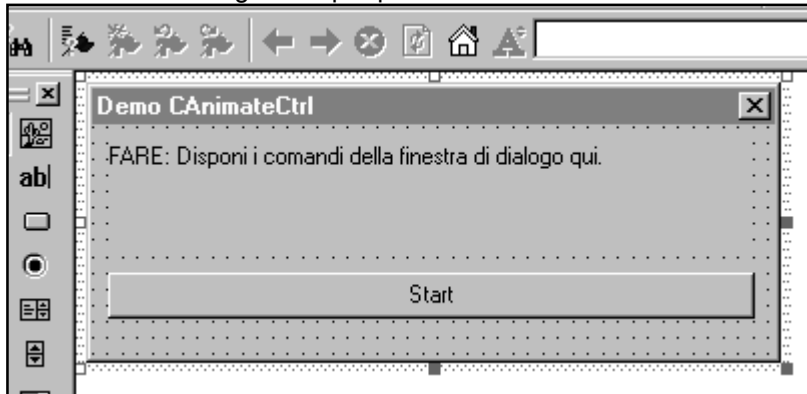 Demo CAnimateCtrl
ab
FARE: Disponi i comandi della finestra di dialogo qui.
Start